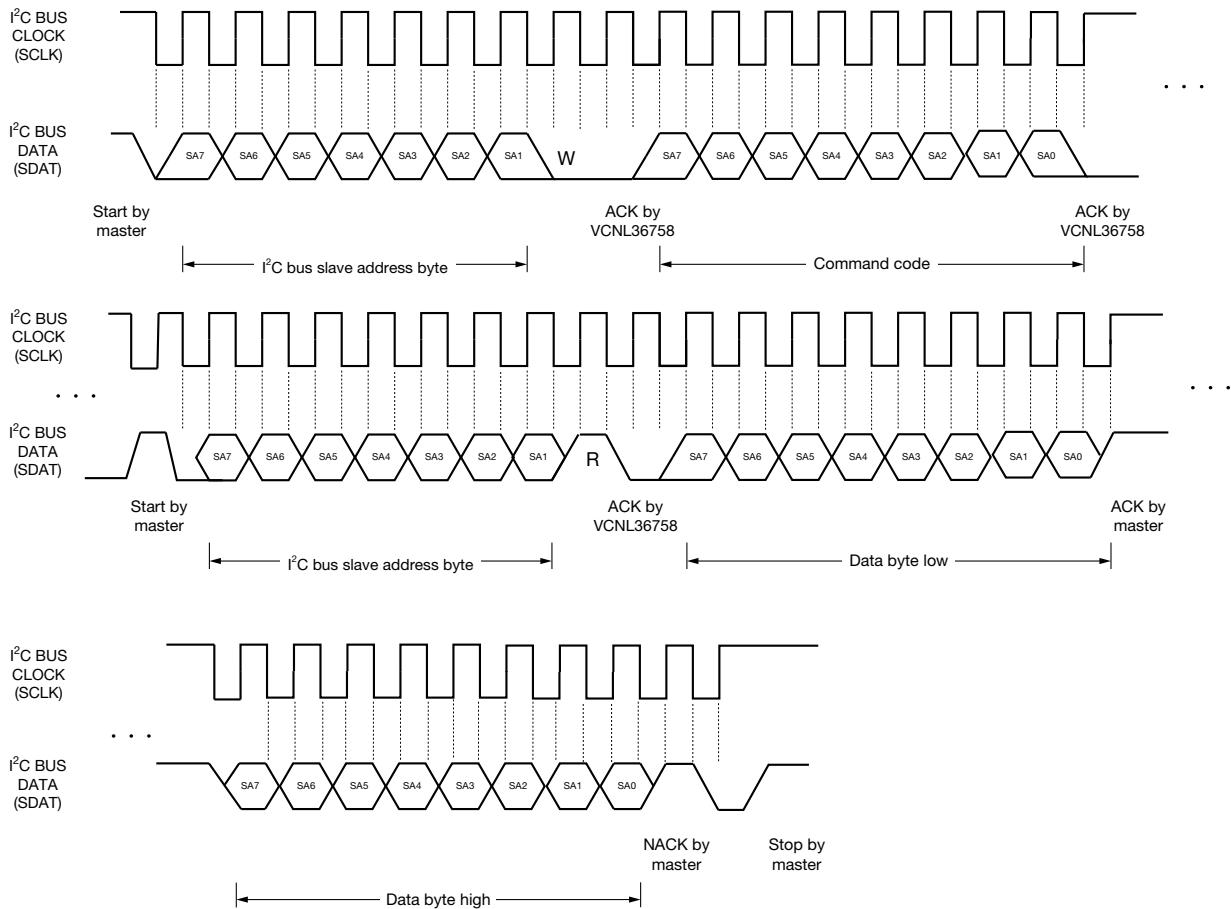 I²C BUS
CLOCK
(SCLK)
. . .
I²C BUS
DATA
(SDAT)
SA7 SA6 SA5 SA4 SA3 SA2 SA1 W SA7 SA6 SA5 SA4 SA3 SA2 SA1 SA0
Start by
master
ACK by
VCNL36758
ACK by
VCNL36758
I²C bus slave address byte
Command code
I²C BUS
CLOCK
(SCLK)
. . .
. . .
I²C BUS
DATA
(SDAT)
SA7 SA6 SA5 SA4 SA3 SA2 SA1 R SA7 SA6 SA5 SA4 SA3 SA2 SA1 SA0
Start by
master
ACK by
VCNL36758
ACK by
master
I²C bus slave address byte
Data byte low
I²C BUS
CLOCK
(SCLK)
. . .
I²C BUS
DATA
(SDAT)
SA7 SA6 SA5 SA4 SA3 SA2 SA1 SA0
NACK by
master
Stop by
master
Data byte high